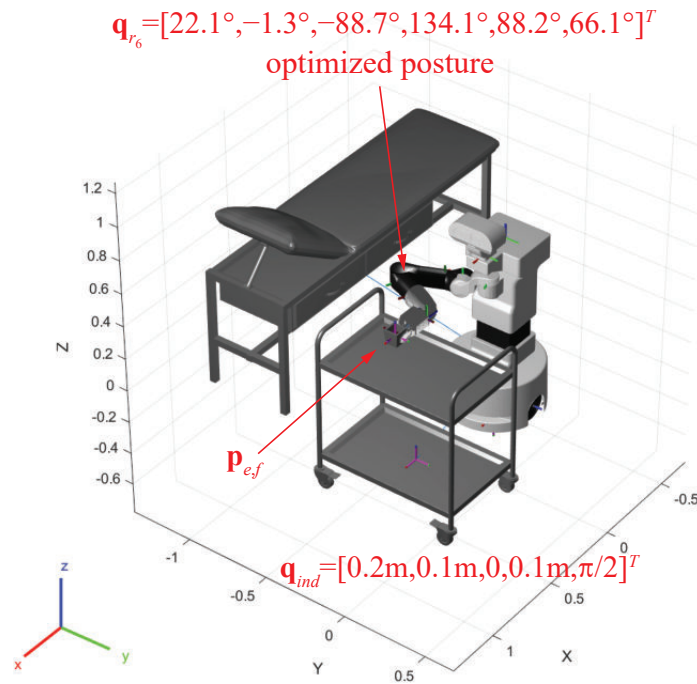 q_{r_6}=[22.1°,−1.3°,−88.7°,134.1°,88.2°,66.1°]^T
optimized posture
1.2
1
0.8
0.6
0.4
0.2
0
-0.2
-0.4
-0.6
Z
p_{e,f}
q_{ind}=[0.2m,0.1m,0,0.1m,π/2]^T
-1
-0.5
0
0.5
Y
1
0.5
0
-0.5
X
z
x
y